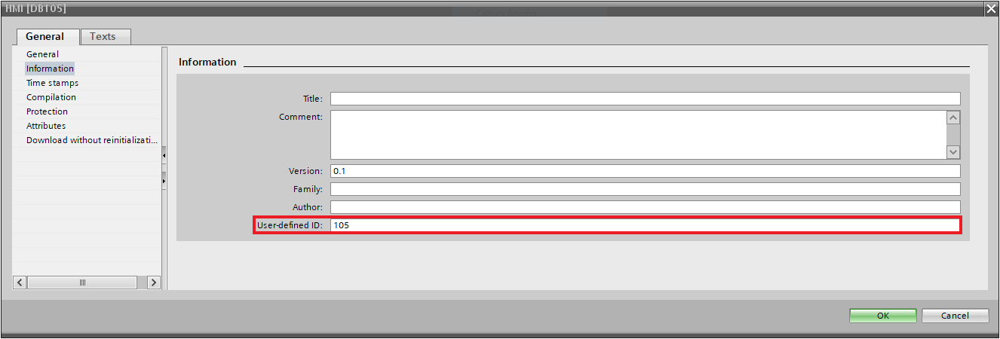 HMI [DB105]
General Texts
General
Information
Time stamps
Compilation
Protection
Attributes
Download without reinitializati...
Information
Title:
Comment:
Version: 0.1
Family:
Author:
User-defined ID: 105
OK Cancel